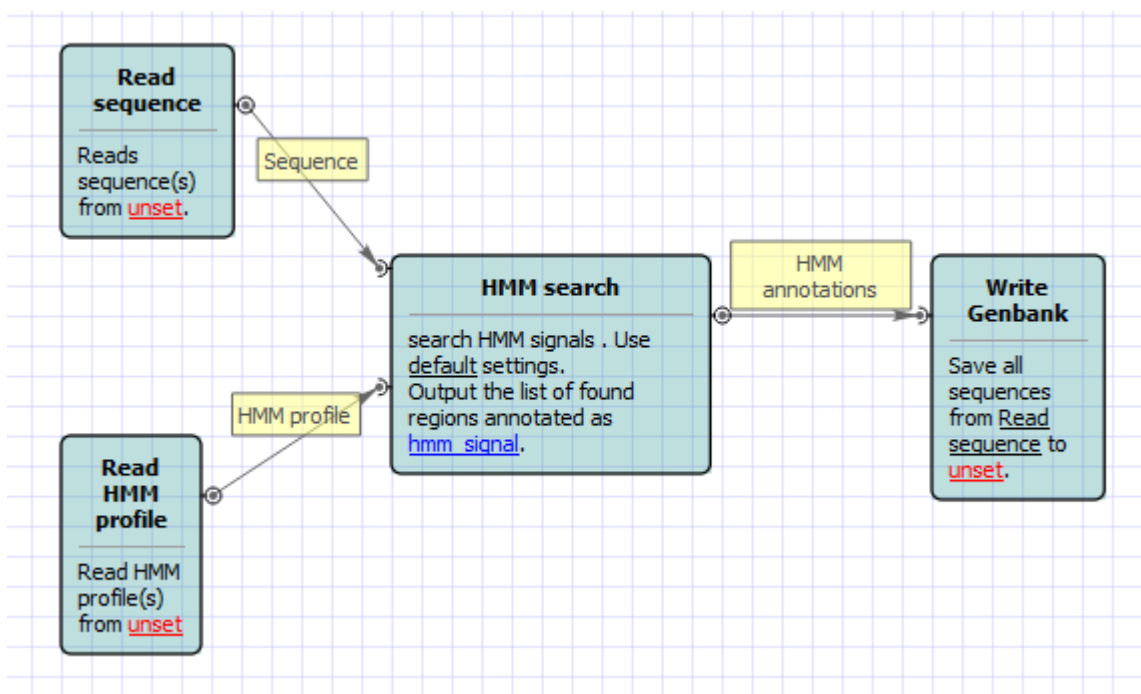 Read
sequence
Reads
sequence(s)
from unset.
Sequence
HMM profile
Read
HMM
profile
Read HMM
profile(s)
from unset
HMM search
search HMM signals . Use
default settings.
Output the list of found
regions annotated as
hmm_signal.
HMM
annotations
Write
Genbank
Save all
sequences
from Read
sequence to
unset.